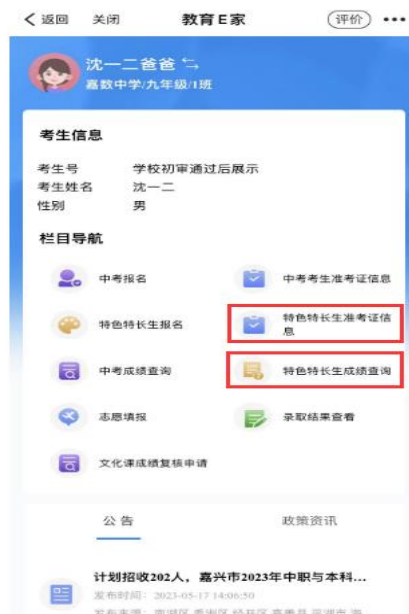 返回 关闭 教育E家 评价
沈一二爸爸
嘉数中学/九年级/1班
考生信息
考生号 学校初审通过后展示
考生姓名 沈一二
性别 男
栏目导航
中考报名 中考考生准考证信息
特色特长生报名 特色特长生准考证信
息
中考成绩查询 特色特长生成绩查询
志愿填报 录取结果查看
文化课成绩复核申请
公告 政策资讯
计划招收202人，嘉兴市2023年中职与本科...
发布时间：2023-05-17 14:06:50